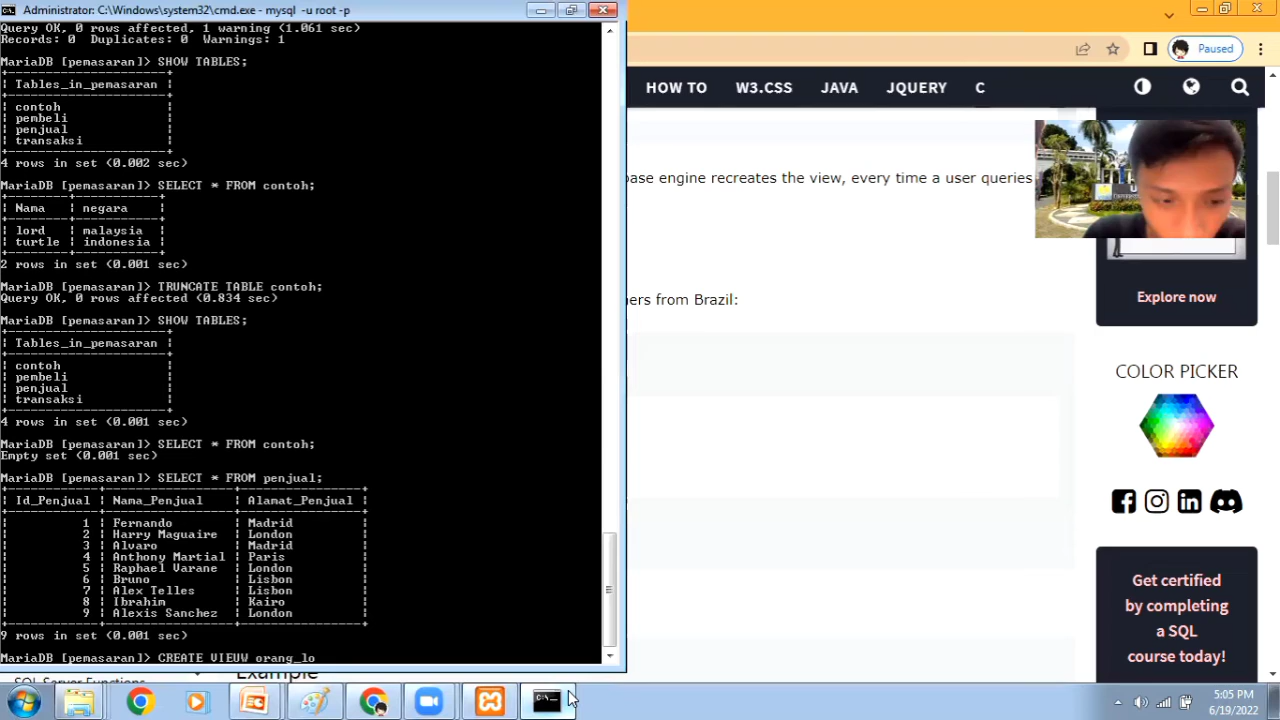 Administrator: C:\Windows\system32\cmd.exe - mysql -u root -p
Query OK, 0 rows affected, 1 warning (1.061 sec)
Records: 0 Duplicates: 0 Warnings: 1
MariaDB [pemasaran]> SHOW TABLES;
Tables_in_pemasaran
contoh
pembeli
penjual
transaksi
4 rows in set (0.002 sec)
MariaDB [pemasaran]> SELECT * FROM contoh;
Nama | negara
lord | malaysia
turtle | indonesia
2 rows in set (0.001 sec)
MariaDB [pemasaran]> TRUNCATE TABLE contoh;
Query OK, 0 rows affected (0.834 sec)
MariaDB [pemasaran]> SHOW TABLES;
Tables_in_pemasaran
contoh
pembeli
penjual
transaksi
4 rows in set (0.001 sec)
MariaDB [pemasaran]> SELECT * FROM contoh;
Empty set (0.001 sec)
MariaDB [pemasaran]> SELECT * FROM penjual;
Id_Penjual | Nama_Penjual | Alamat_Penjual
1 | Fernando | Madrid
2 | Harry Maguaire | London
3 | Alvaro | Madrid
4 | Anthony Martial | Paris
5 | Raphael Varane | London
6 | Bruno | Lisbon
7 | Alex Telles | Lisbon
8 | Ibrahim | Kairo
9 | Alexis Sanchez | London
9 rows in set (0.001 sec)
MariaDB [pemasaran]> CREATE VIEUW orang_lo
Paused
HOW TO W3.CSS JAVA JQUERY C
base engine recreates the view, every time a user queries
ers from Brazil:
Explore now
COLOR PICKER
Get certified
by completing
a SQL
course today!
SQL Server Functions
Example
5:05 PM
6/19/2022